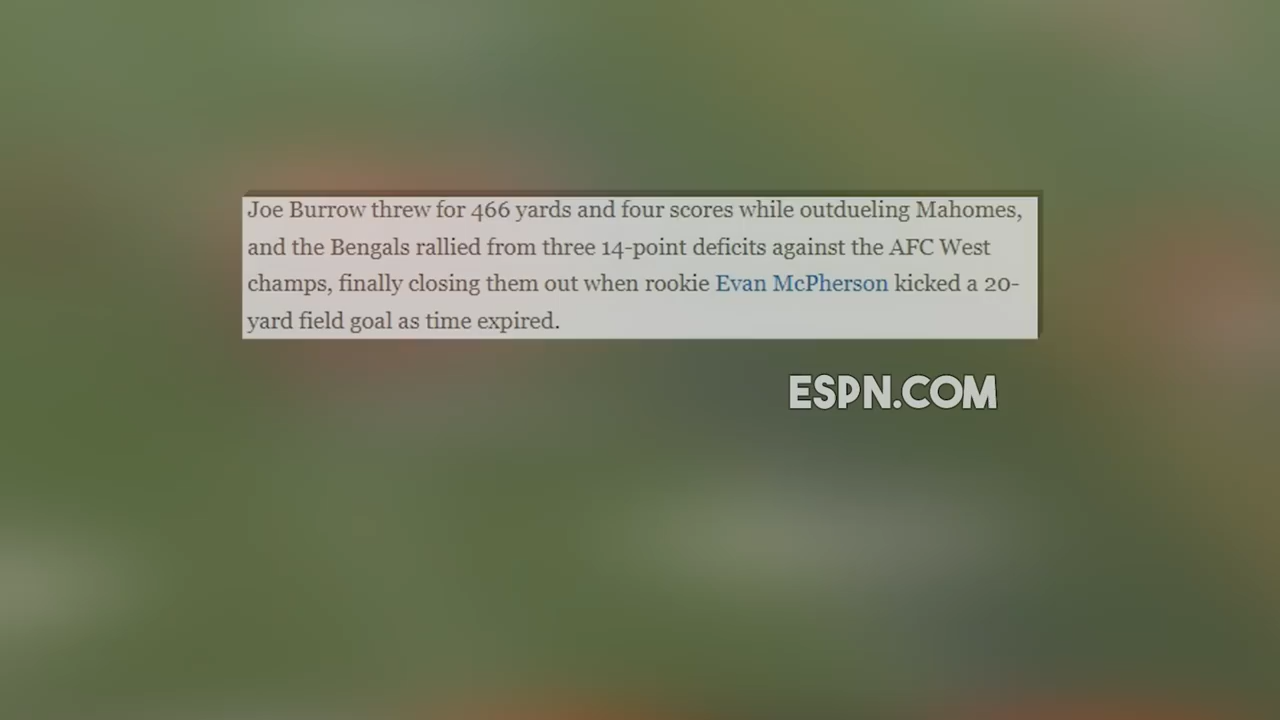 Joe Burrow threw for 466 yards and four scores while outdueling Mahomes,
and the Bengals rallied from three 14-point deficits against the AFC West
champs, finally closing them out when rookie Evan McPherson kicked a 20-
yard field goal as time expired.
ESPN.COM